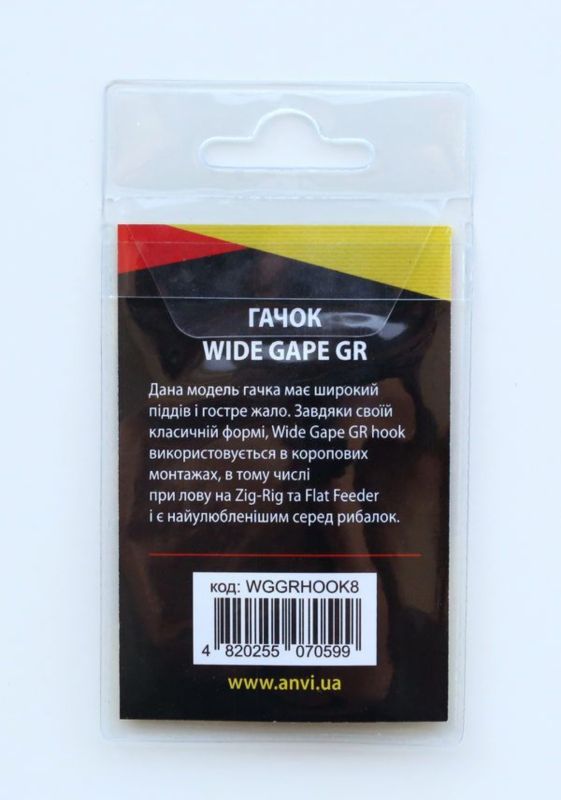 ГАЧОК
WIDE GAPE GR
Дана модель гачка має широкий
піддів і гостре жало. Завдяки своїй
класичній формі, Wide Gape GR hook
використовується в коропових
монтажах, в тому числі
при лову на Zig-Rig та Flat Feeder
і є найулюбленішим серед рибалок.
код: WGGRHOOK8
4 820255 070599
www.anvi.ua